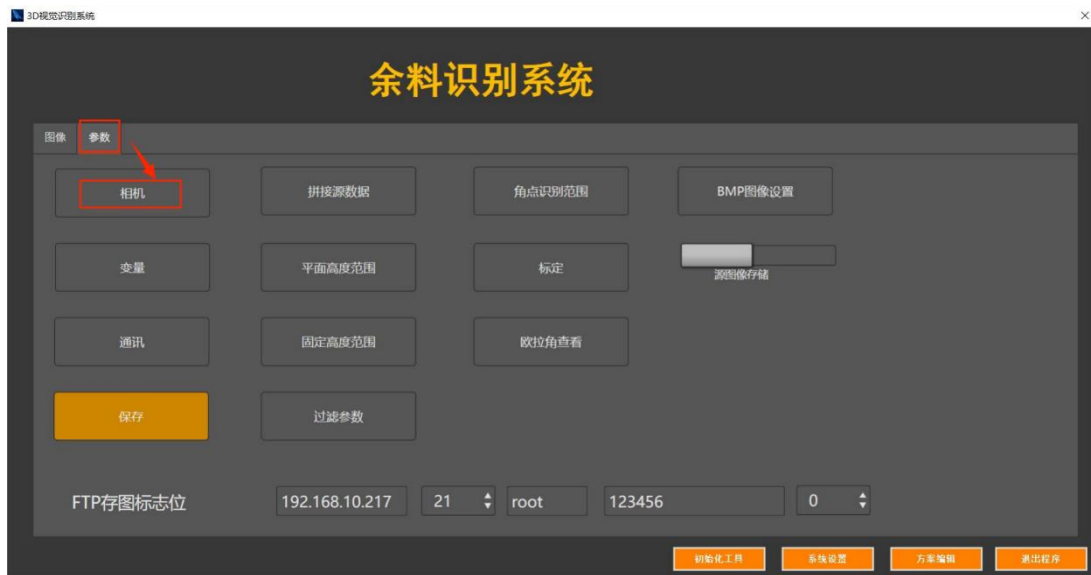 3D视觉识别系统
余料识别系统
图像 参数
相机 拼接源数据 角点识别范围 BMP图像设置
变量 平面高度范围 标定 源图像存储
通讯 固定高度范围 欧拉角查看
保存 过滤参数
FTP存图标志位 192.168.10.217 21 root 123456 0
初始化工具 系统设置 方案编辑 退出程序